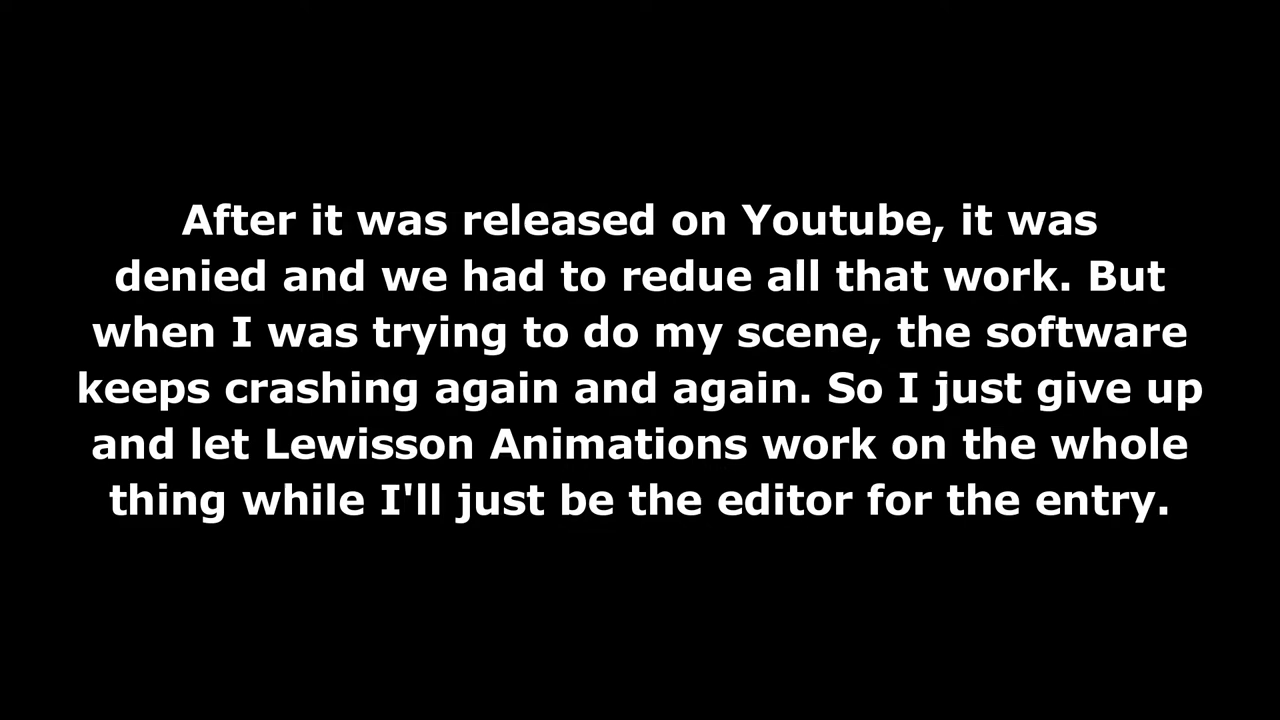 After it was released on Youtube, it was
denied and we had to redue all that work. But
when I was trying to do my scene, the software
keeps crashing again and again. So I just give up
and let Lewisson Animations work on the whole
thing while I'll just be the editor for the entry.